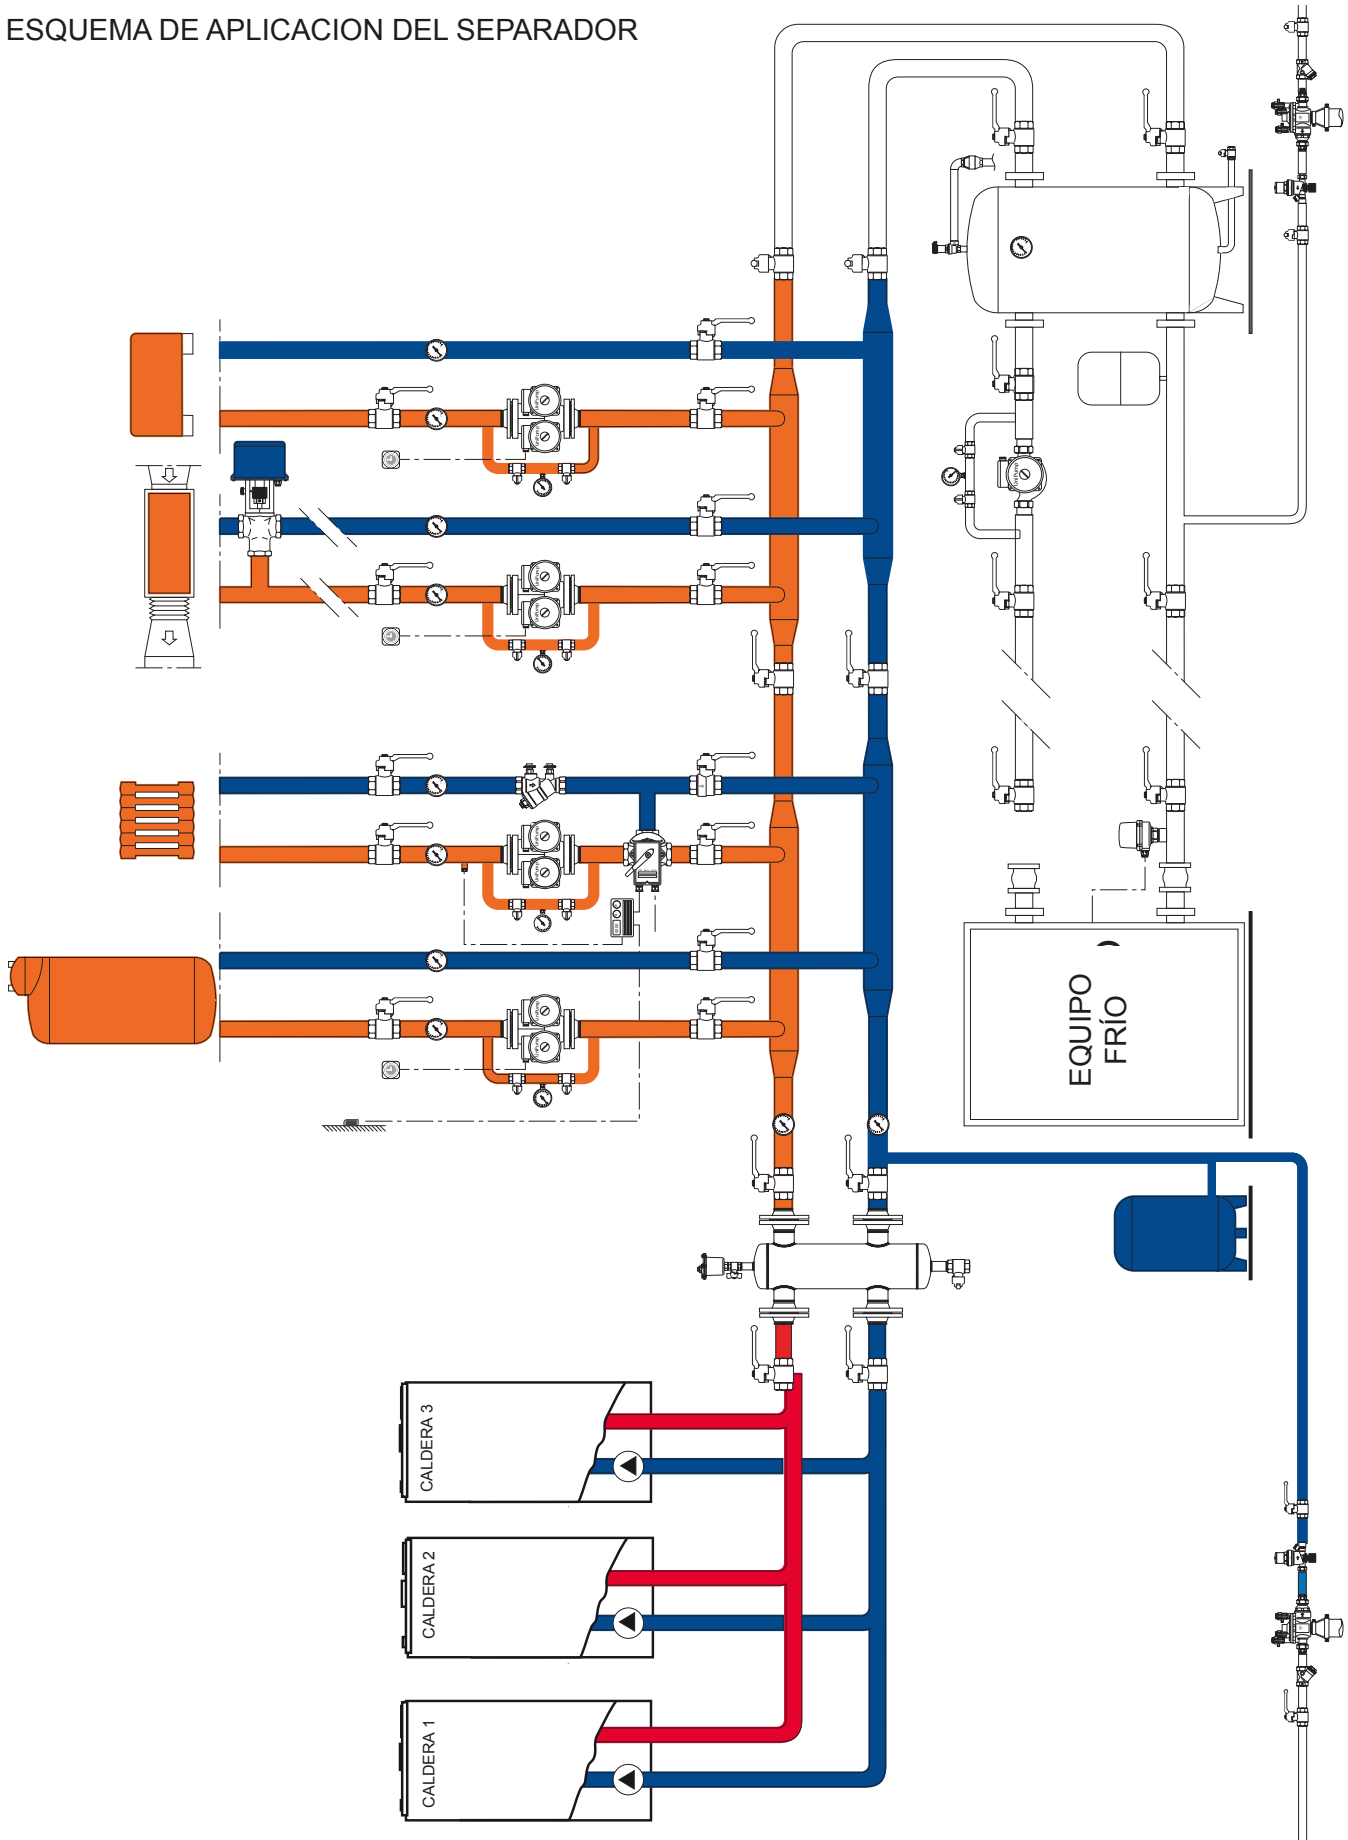 ESQUEMA DE APLICACION DEL SEPARADOR
EQUIPO
FRÍO
CALDERA 3
CALDERA 2
CALDERA 1